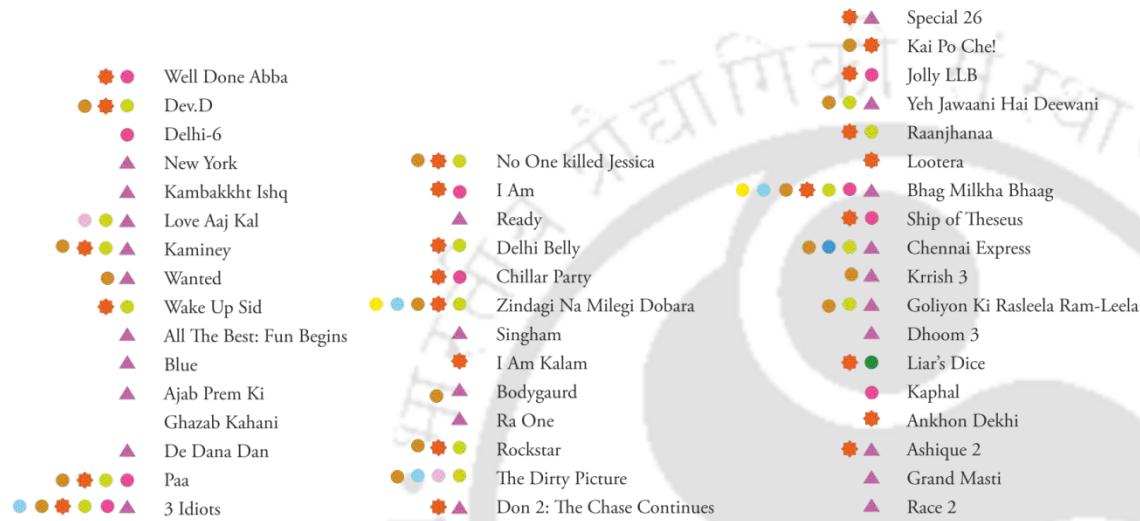 Well Done Abba
Dev.D
Delhi-6
New York
Kambakkht Ishq
Love Aaj Kal
Kaminey
Wanted
Wake Up Sid
All The Best: Fun Begins
Blue
Ajab Prem Ki
Ghazab Kahani
De Dana Dan
Paa
3 Idiots
No One killed Jessica
I Am
Ready
Delhi Belly
Chillar Party
Zindagi Na Milegi Dobara
Singham
I Am Kalam
Bodygaurd
Ra One
Rockstar
The Dirty Picture
Don 2: The Chase Continues
Special 26
Kai Po Che!
Jolly LLB
Yeh Jawaani Hai Deewani
Raanjhanaa
Lootera
Bhag Milkha Bhaag
Ship of Theseus
Chennai Express
Krrish 3
Goliyon Ki Rasleela Ram-Leela
Dhoom 3
Liar's Dice
Kaphal
Ankhon Dekhi
Ashique 2
Grand Masti
Race 2